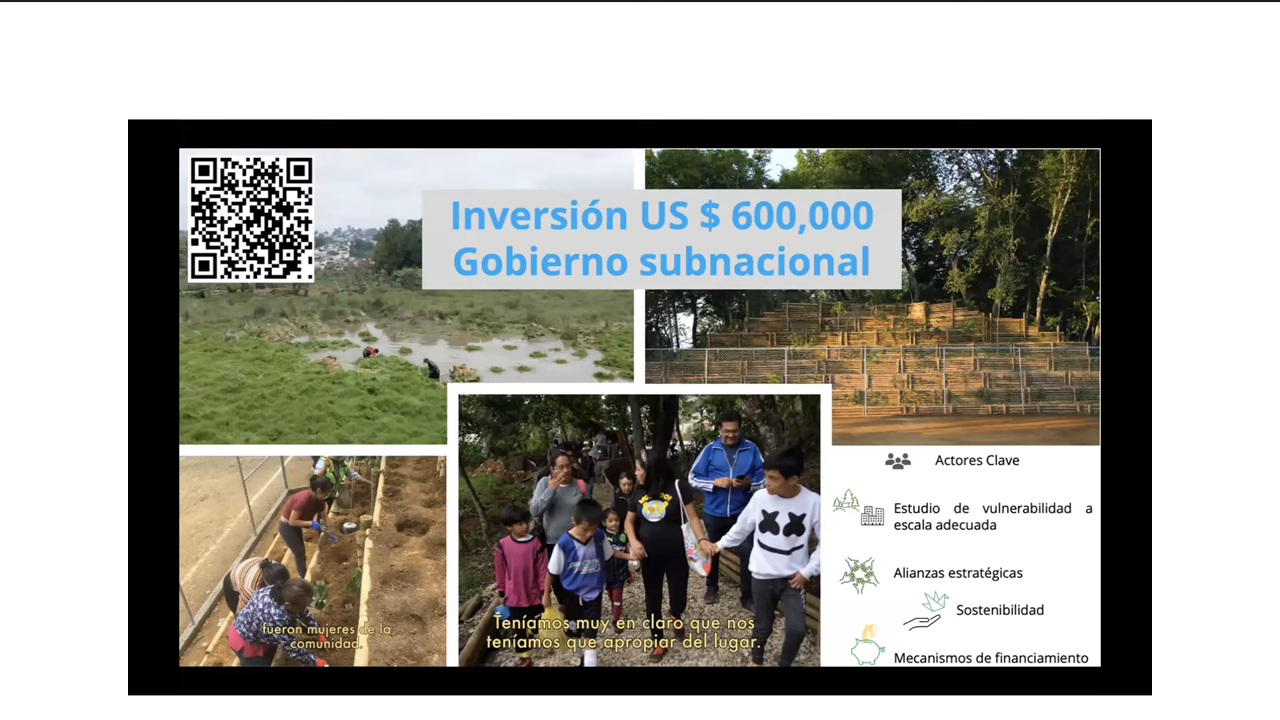 Inversión US $ 600,000
Gobierno subnacional
Actores Clave
Estudio de vulnerabilidad a
escala adecuada
Alianzas estratégicas
Sostenibilidad
Mecanismos de financiamiento
fueron mujeres de la
comunidad.
Teníamos muy en claro que nos
teníamos que apropiar del lugar.